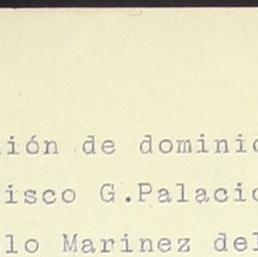 ión de dominic
isco G.Palacio
lo Marinez del